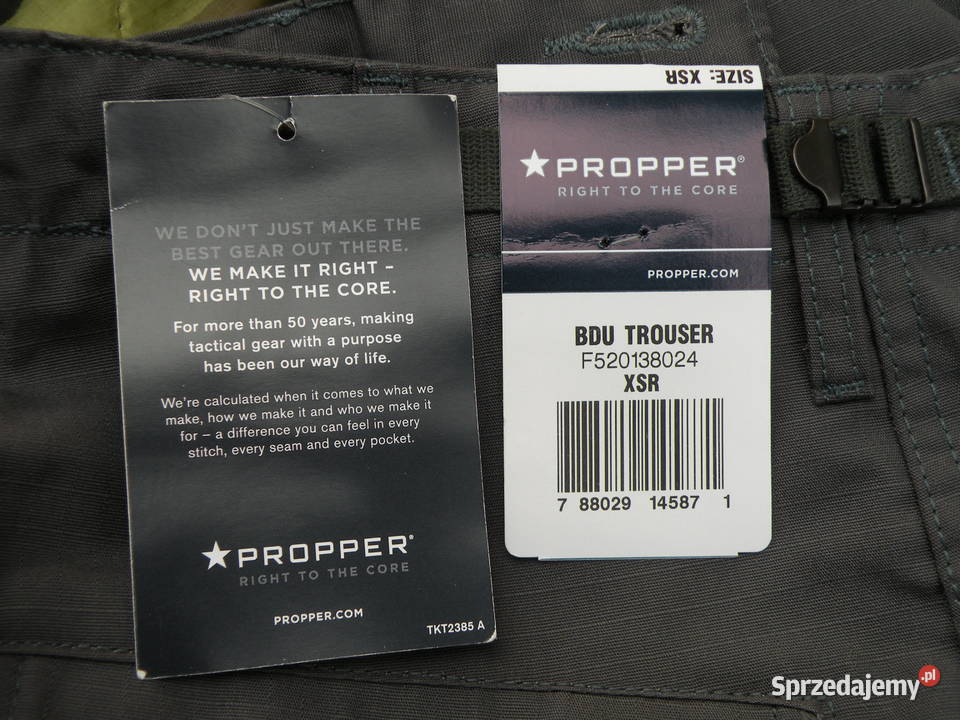 WE DON'T JUST MAKE THE
BEST GEAR OUT THERE.
WE MAKE IT RIGHT –
RIGHT TO THE CORE.
For more than 50 years, making
tactical gear with a purpose
has been our way of life.
We're calculated when it comes to what we
make, how we make it and who we make it
for – a difference you can feel in every
stitch, every seam and every pocket.
PROPPER®
RIGHT TO THE CORE
PROPPER.COM
TKT2385 A
SIZE: XSR
PROPPER®
RIGHT TO THE CORE
PROPPER.COM
BDU TROUSER
F520138024
XSR
7 88029 14587 1
Sprzedajemy.pl